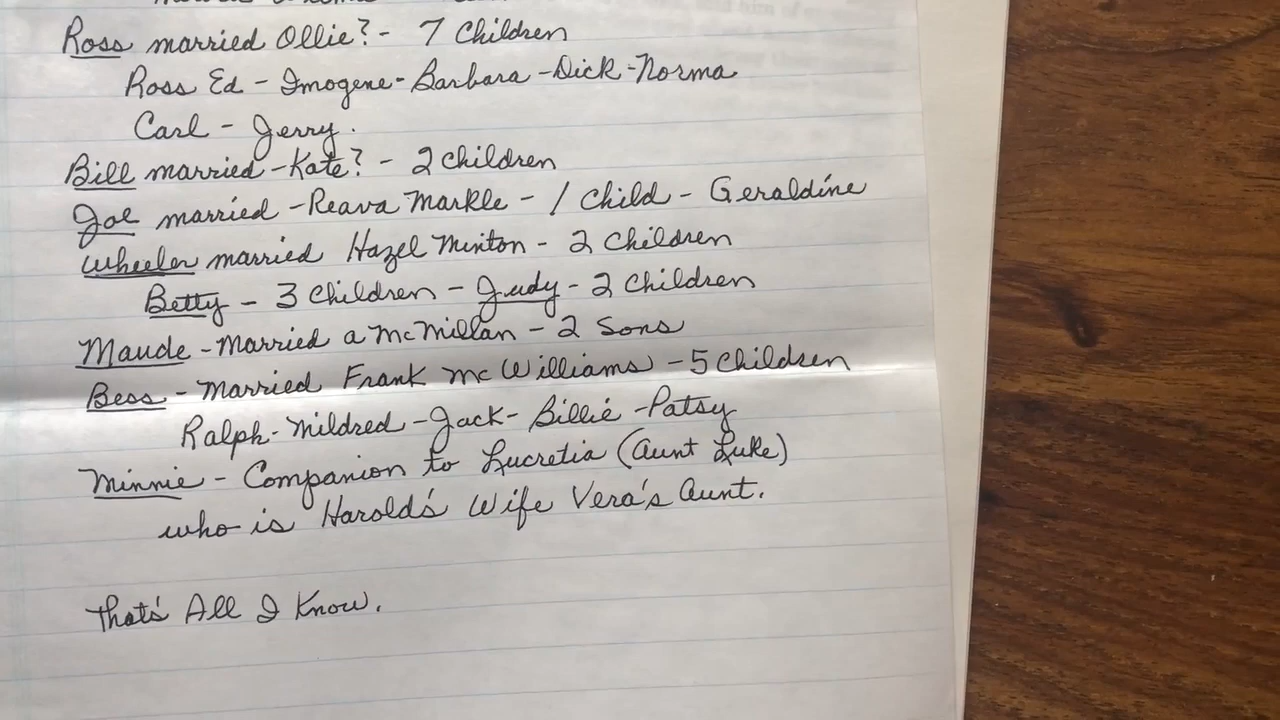 Ross married Ollie? - 7 Children
Ross Ed - Imogene - Barbara - Dick - Norma
Carl - Jerry.
Bill married - Kate? - 2 Children
Joe married - Reava Markle - 1 Child - Geraldine
Wheeler married Hazel Minton - 2 Children
Betty - 3 Children - Judy - 2 Children
Maude - Married a McMillan - 2 Sons
Bess - Married Frank McWilliams - 5 Children
Ralph - Mildred - Jack - Billie - Patsy
Minnie - Companion to Lucretia (Aunt Luke)
who is Harold's Wife Vera's Aunt.
That's All I Know.